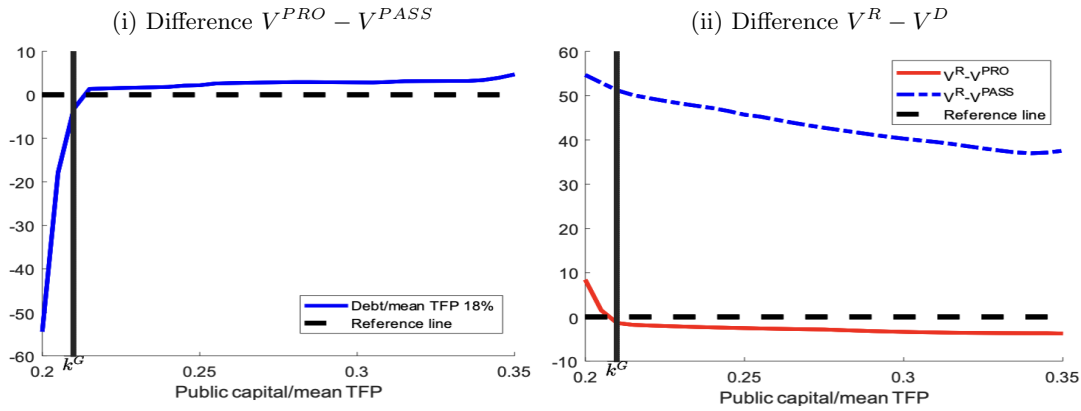 (i) Difference V^{PRO} − V^{PASS}
10
0
-10
-20
-30
-40
-50
-60
Debt/mean TFP 18%
Reference line
0.2
k^G
0.25
0.3
0.35
Public capital/mean TFP
(ii) Difference V^R − V^D
60
50
40
30
20
10
0
-10
V^R-V^{PRO}
V^R-V^{PASS}
Reference line
0.2
k^G
0.25
0.3
0.35
Public capital/mean TFP